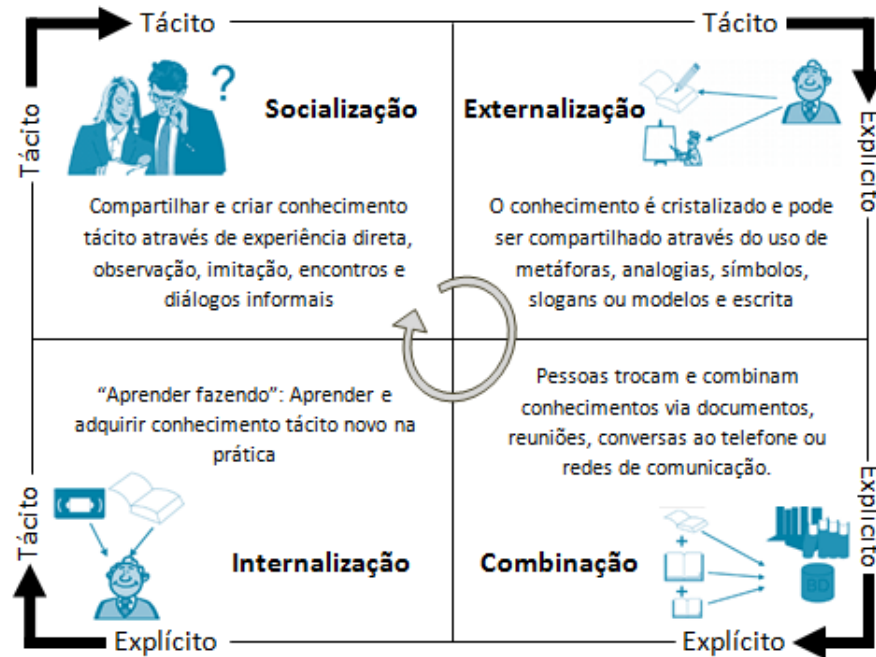 Tácito
Tácito
Tácito
Explícito
?
Socialização
Externalização
Compartilhar e criar conhecimento
tácito através de experiência direta,
observação, imitação, encontros e
diálogos informais
O conhecimento é cristalizado e pode
ser compartilhado através do uso de
metáforas, analogias, símbolos,
slogans ou modelos e escrita
"Aprender fazendo": Aprender e
adquirir conhecimento tácito novo na
prática
Pessoas trocam e combinam
conhecimentos via documentos,
reuniões, conversas ao telefone ou
redes de comunicação.
Tácito
Internalização
Combinação
+
+
BD
Explícito
Explícito
Explícito